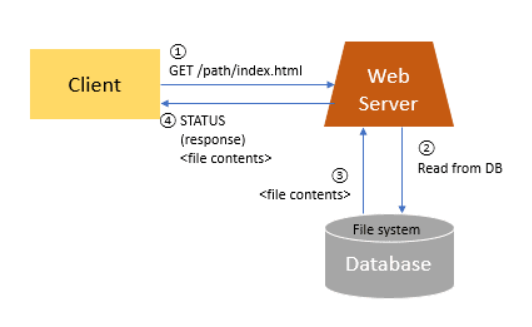 ①
GET /path/index.html
Client
Web
Server
④ STATUS
(response)
<file contents>
②
Read from DB
③
<file contents>
File system
Database